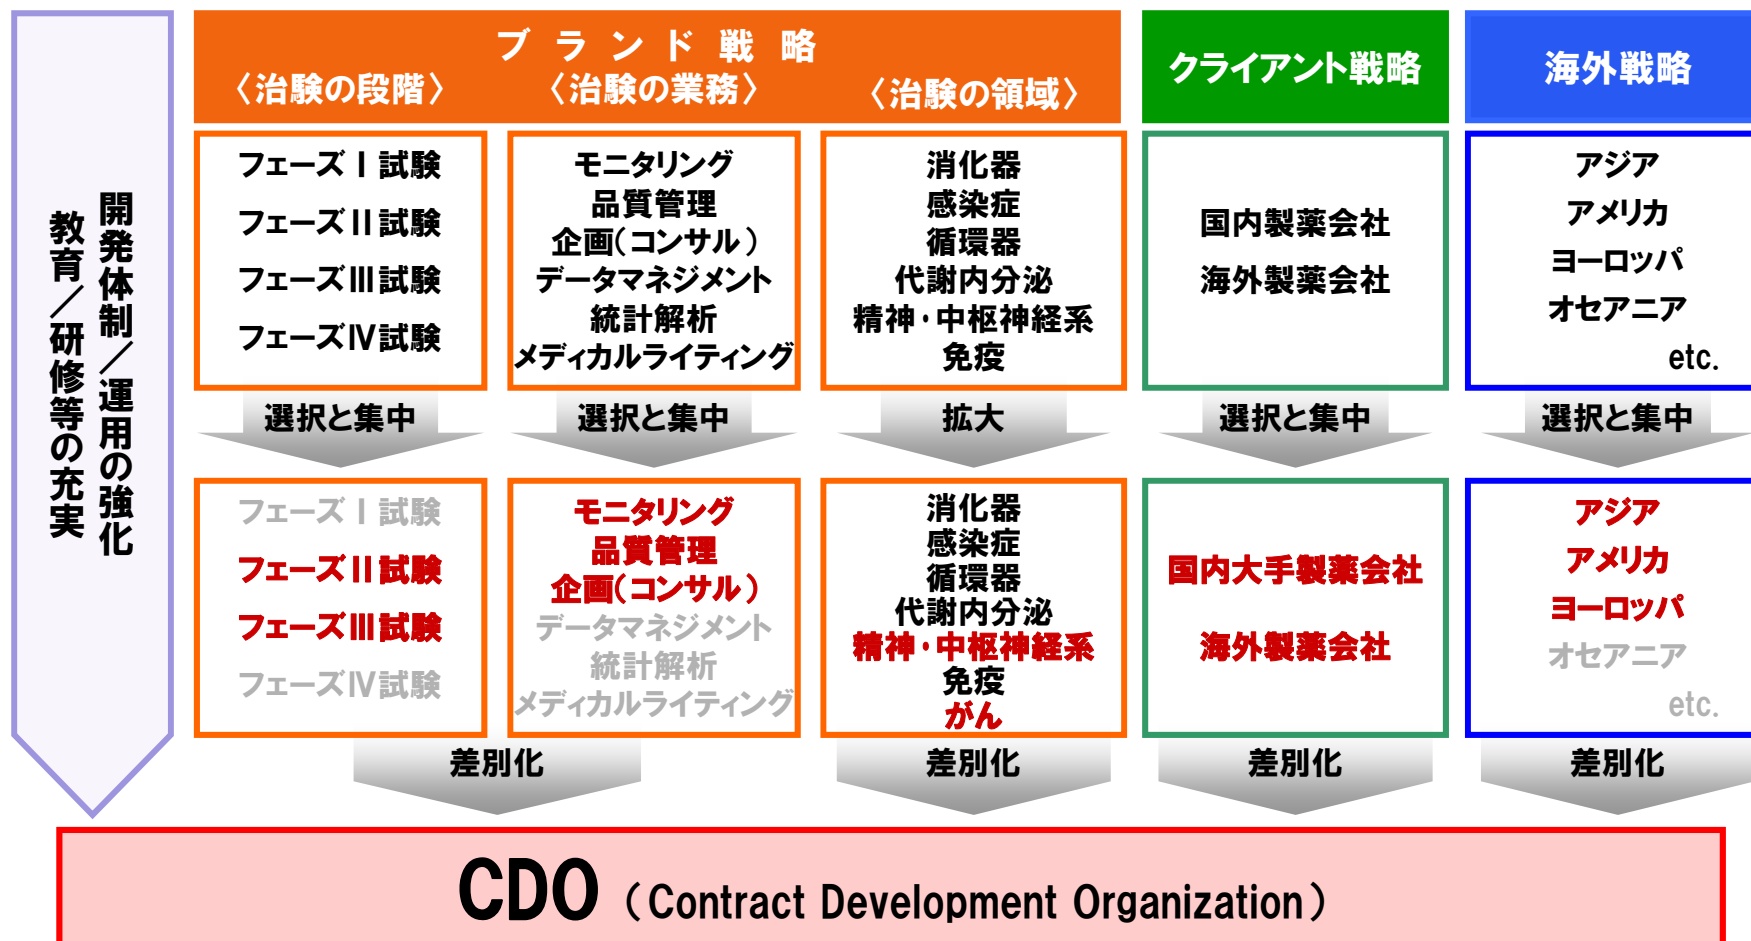 開発体制／運用の強化
教育／研修等の充実
ブランド戦略
〈治験の段階〉
〈治験の業務〉
〈治験の領域〉
クライアント戦略
海外戦略
フェーズⅠ試験
フェーズⅡ試験
フェーズⅢ試験
フェーズⅣ試験
モニタリング
品質管理
企画（コンサル）
データマネジメント
統計解析
メディカルライティング
消化器
感染症
循環器
代謝内分泌
精神・中枢神経系
免疫
国内製薬会社
海外製薬会社
アジア
アメリカ
ヨーロッパ
オセアニア
etc.
選択と集中
選択と集中
拡大
選択と集中
選択と集中
フェーズⅠ試験
フェーズⅡ試験
フェーズⅢ試験
フェーズⅣ試験
モニタリング
品質管理
企画（コンサル）
データマネジメント
統計解析
メディカルライティング
消化器
感染症
循環器
代謝内分泌
精神・中枢神経系
免疫
がん
国内大手製薬会社
海外製薬会社
アジア
アメリカ
ヨーロッパ
オセアニア
etc.
差別化
差別化
差別化
差別化
CDO（Contract Development Organization）